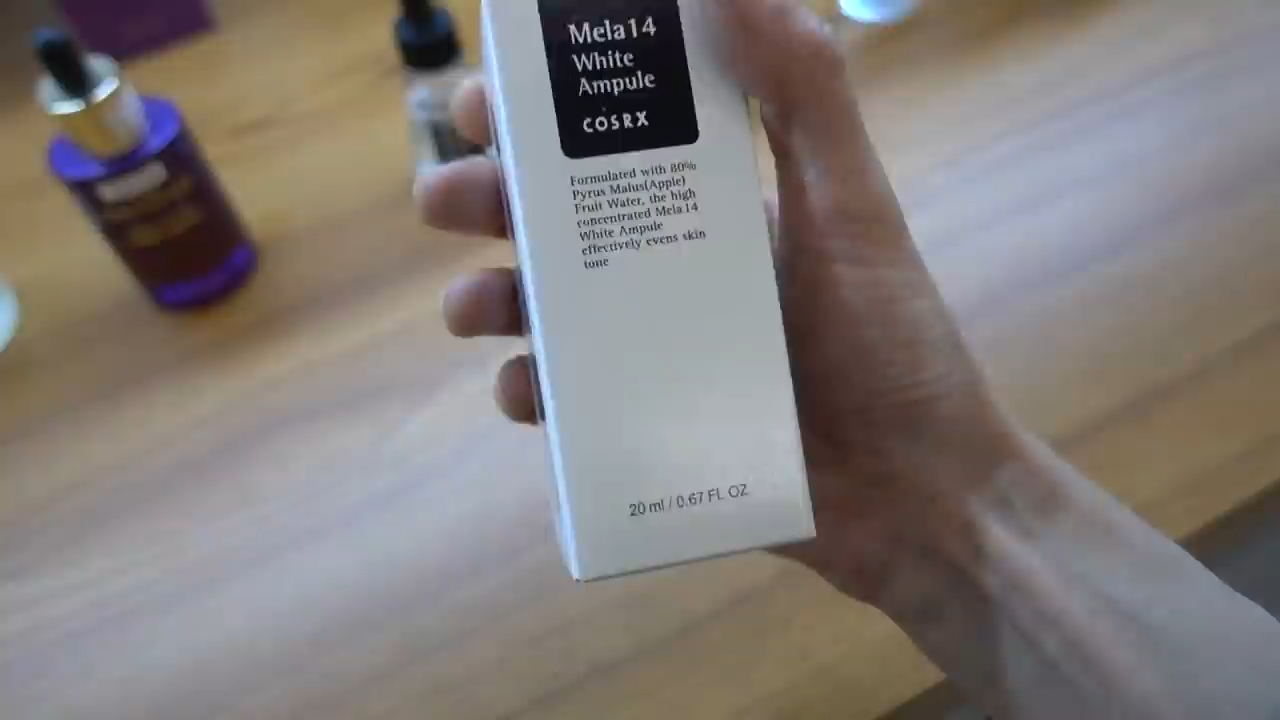 Mela14
White
Ampule
COSRX
Formulated with 80%
Pyrus Malus(Apple)
Fruit Water, the high
concentrated Mela14
White Ampule
effectively evens skin
tone
20 ml / 0.67 FL OZ